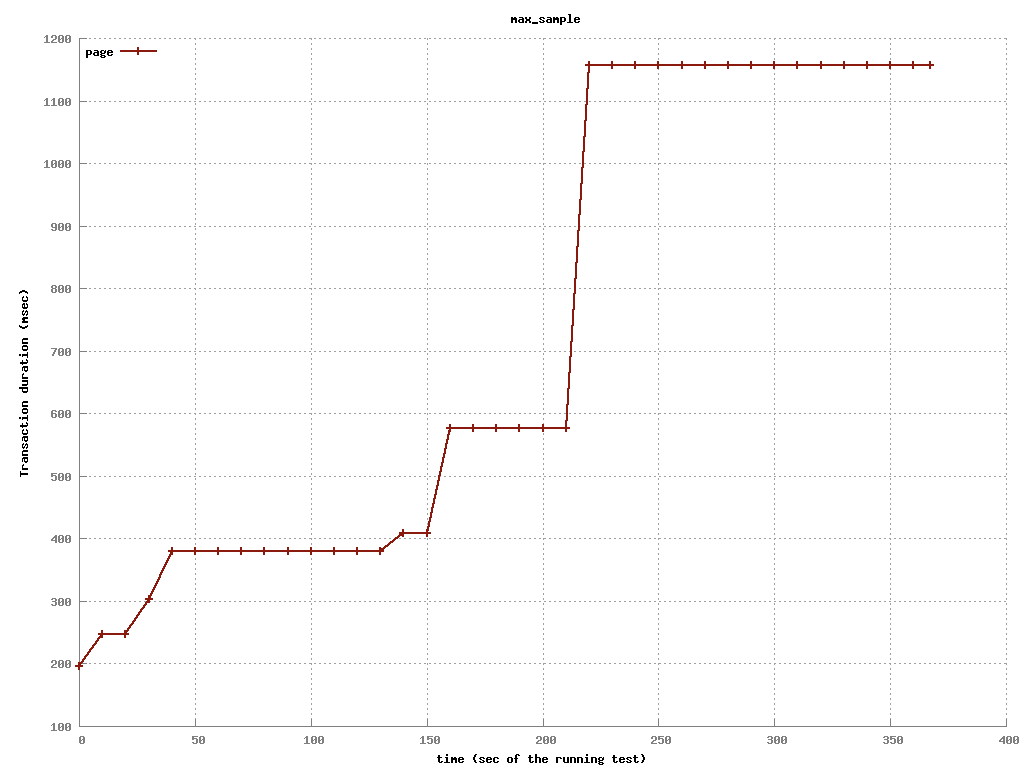 max_sample
page
1200
1100
1000
900
800
700
600
500
400
300
200
100
Transaction duration (msec)
0 50 100 150 200 250 300 350 400
time (sec of the running test)